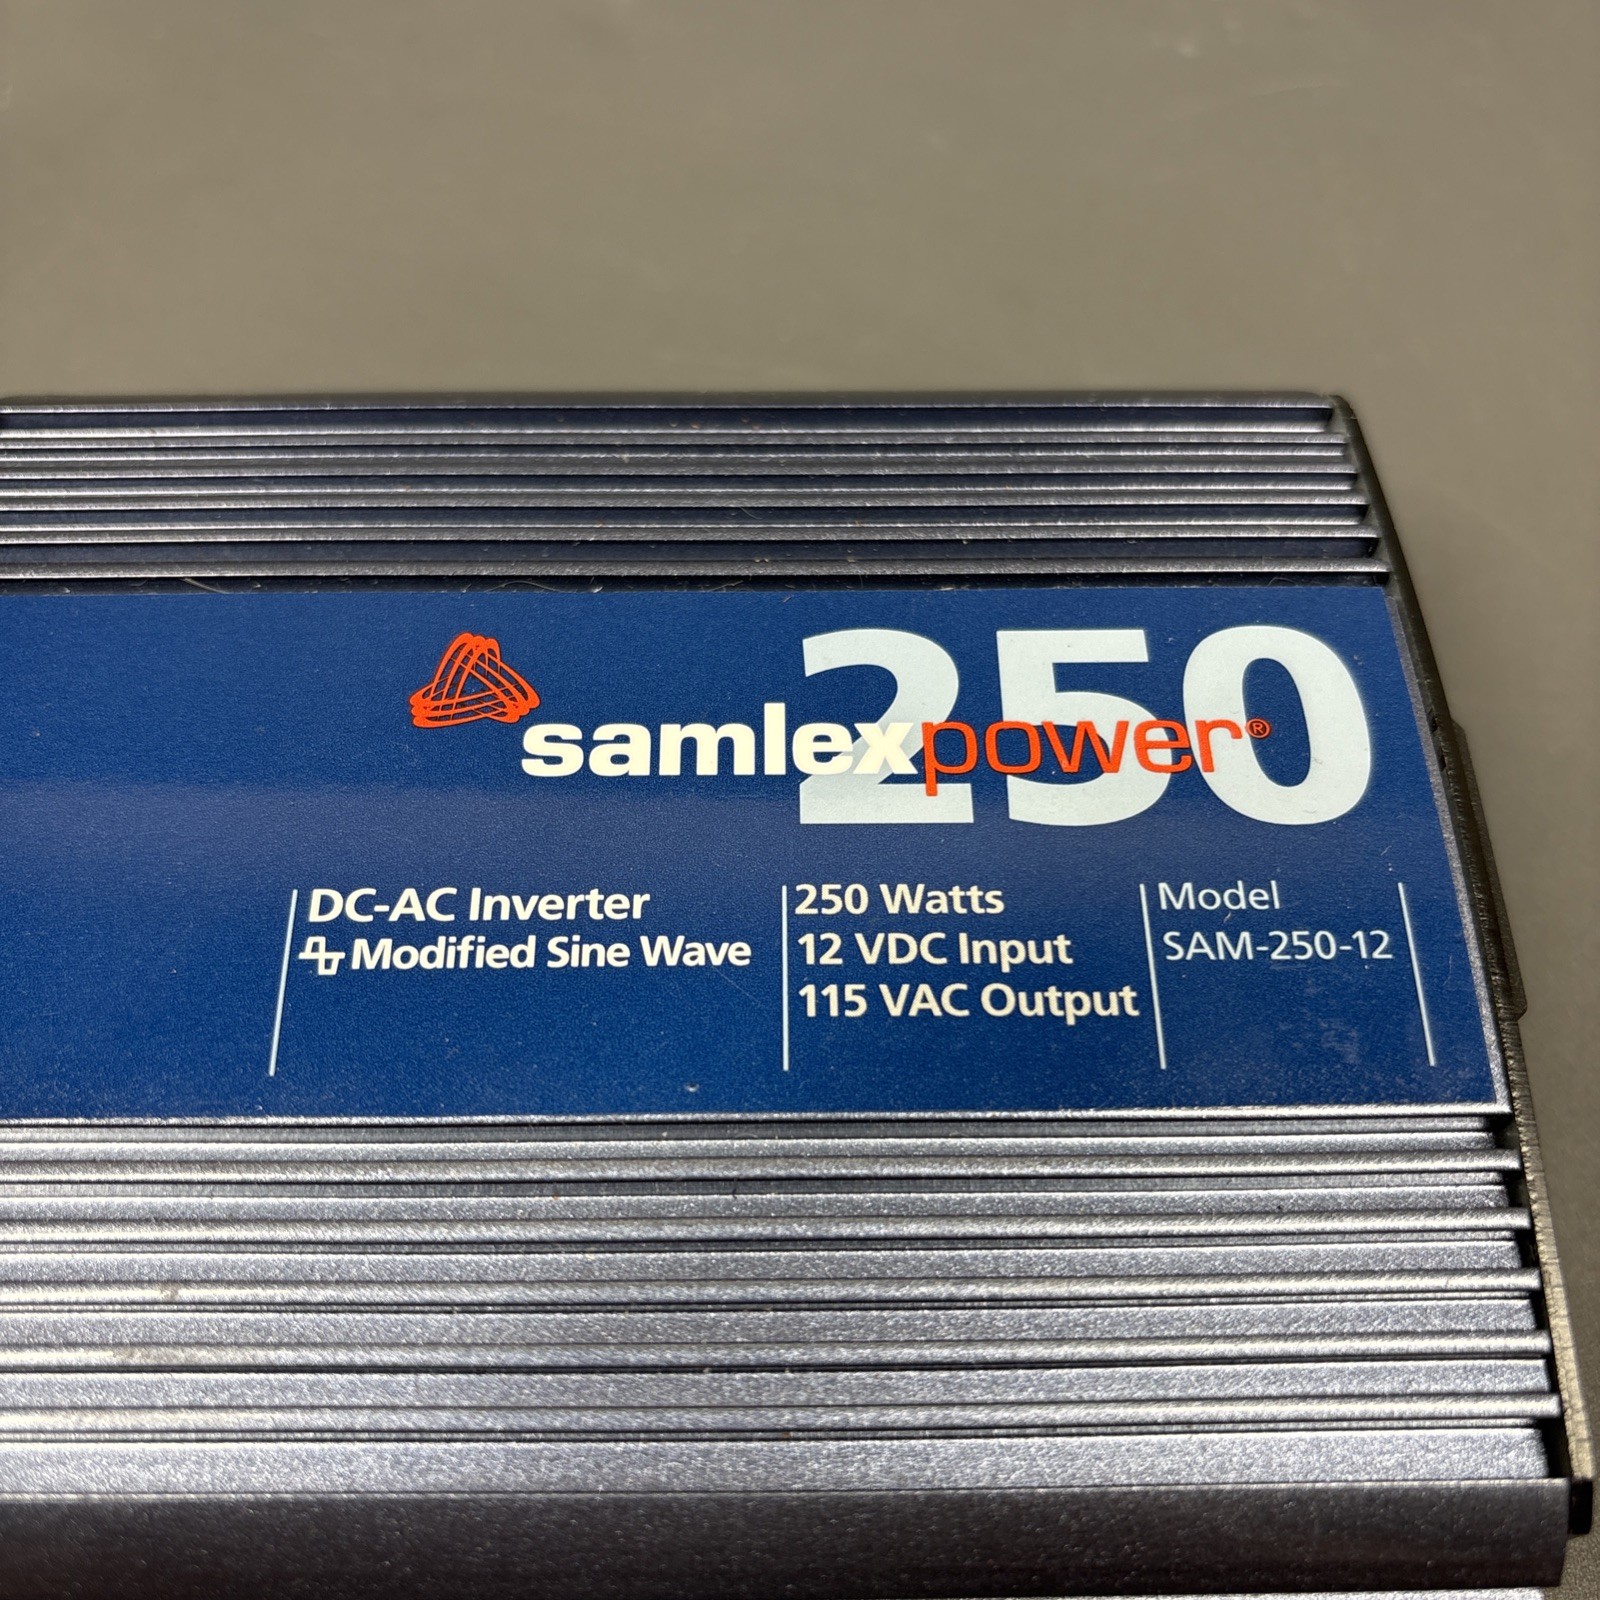 250
samlexpower®
DC-AC Inverter
Modified Sine Wave
250 Watts
12 VDC Input
115 VAC Output
Model
SAM-250-12